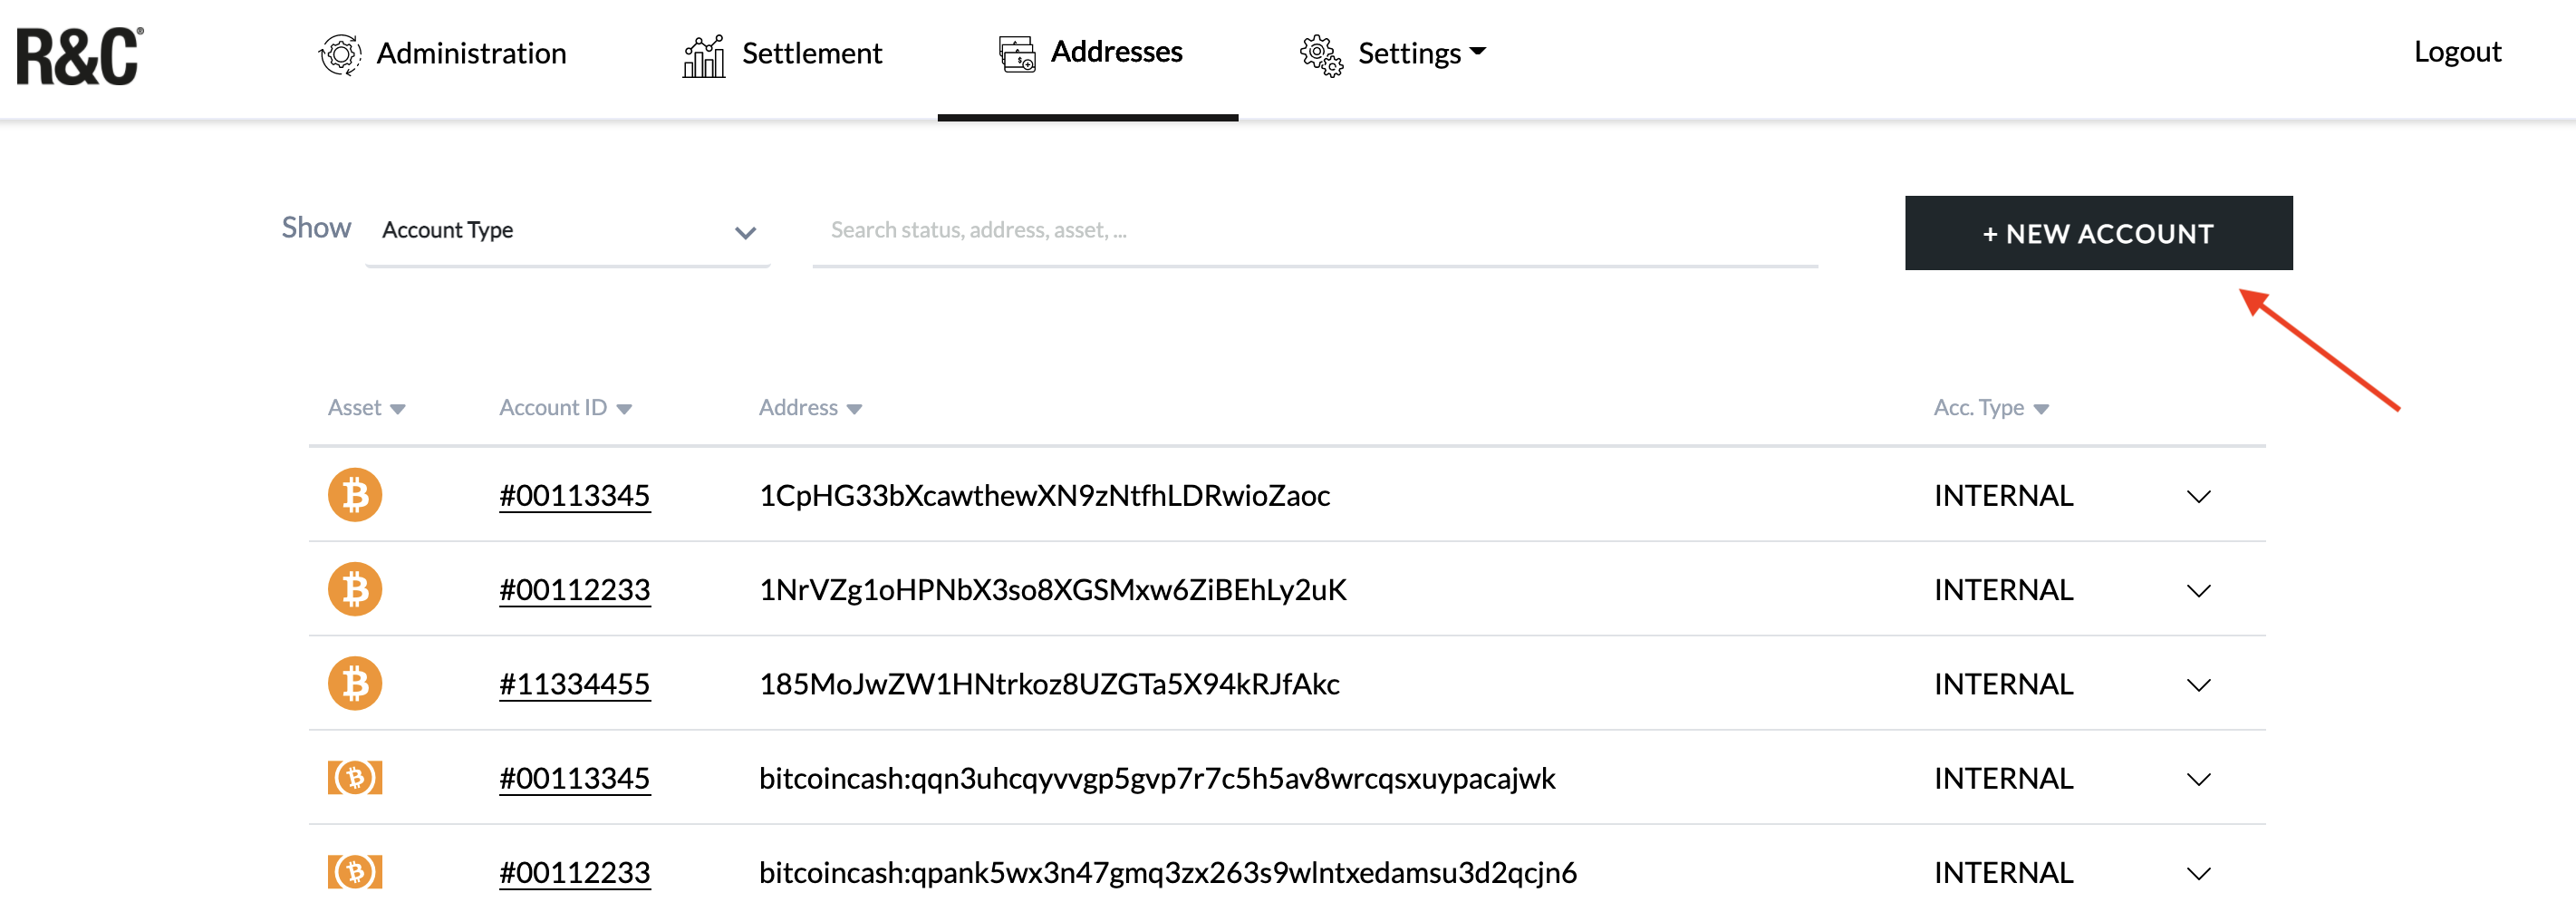 R&C®
Administration
Settlement
Addresses
Settings
Logout
Show
Account Type
Search status, address, asset, ...
+ NEW ACCOUNT
Asset Account ID Address Acc. Type
#00113345 1CpHG33bXcawthewXN9zNtfhLDRwioZaoc INTERNAL
#00112233 1NrVZg1oHPNbX3so8XGSMxw6ZiBEhLy2uK INTERNAL
#11334455 185MoJwZW1HNtrkoz8UZGTa5X94kRJfAkc INTERNAL
#00113345 bitcoincash:qqn3uhcqyvvgp5gvp7r7c5h5av8wrcqsxuypacajwk INTERNAL
#00112233 bitcoincash:qpank5wx3n47gmq3zx263s9wlntxedamsu3d2qcjn6 INTERNAL